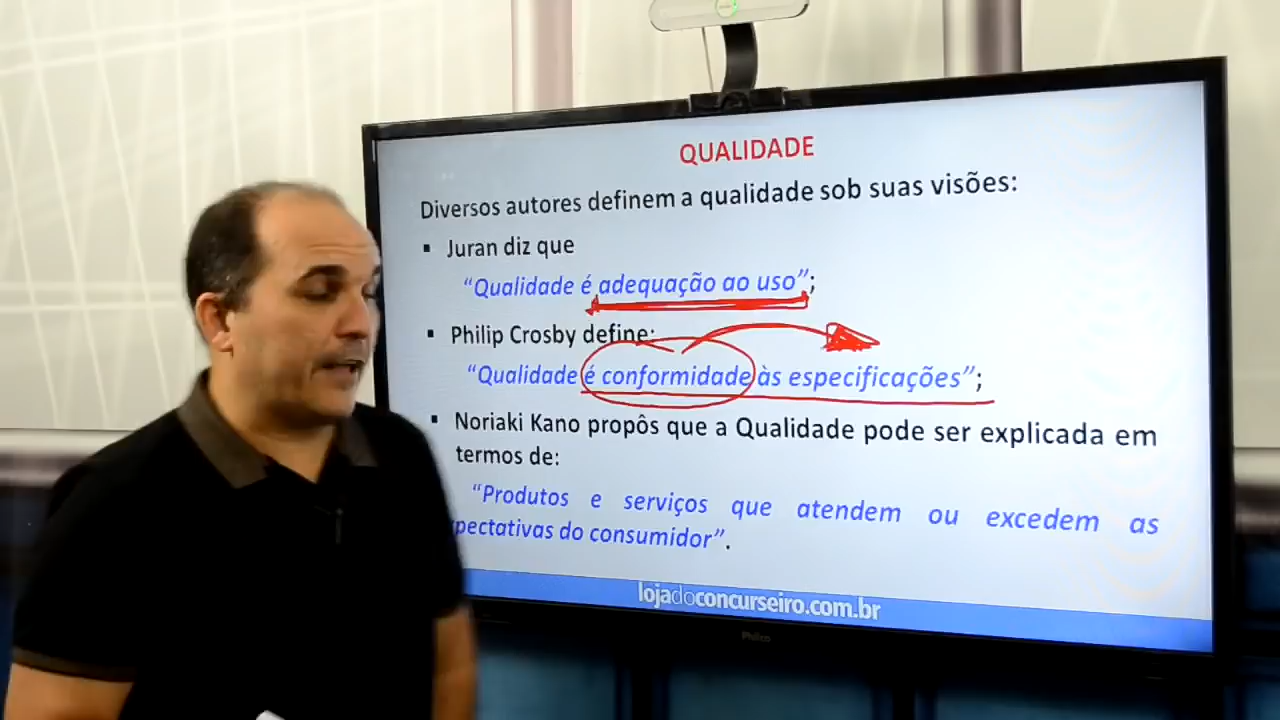 QUALIDADE
Diversos autores definem a qualidade sob suas visões:
▪ Juran diz que
“Qualidade é adequação ao uso”;
▪ Philip Crosby define:
“Qualidade é conformidade às especificações”;
▪ Noriaki Kano propôs que a Qualidade pode ser explicada em
termos de:
“Produtos e serviços que atendem ou excedem as
pectativas do consumidor”.
lojadoconcurseiro.com.br
Philco